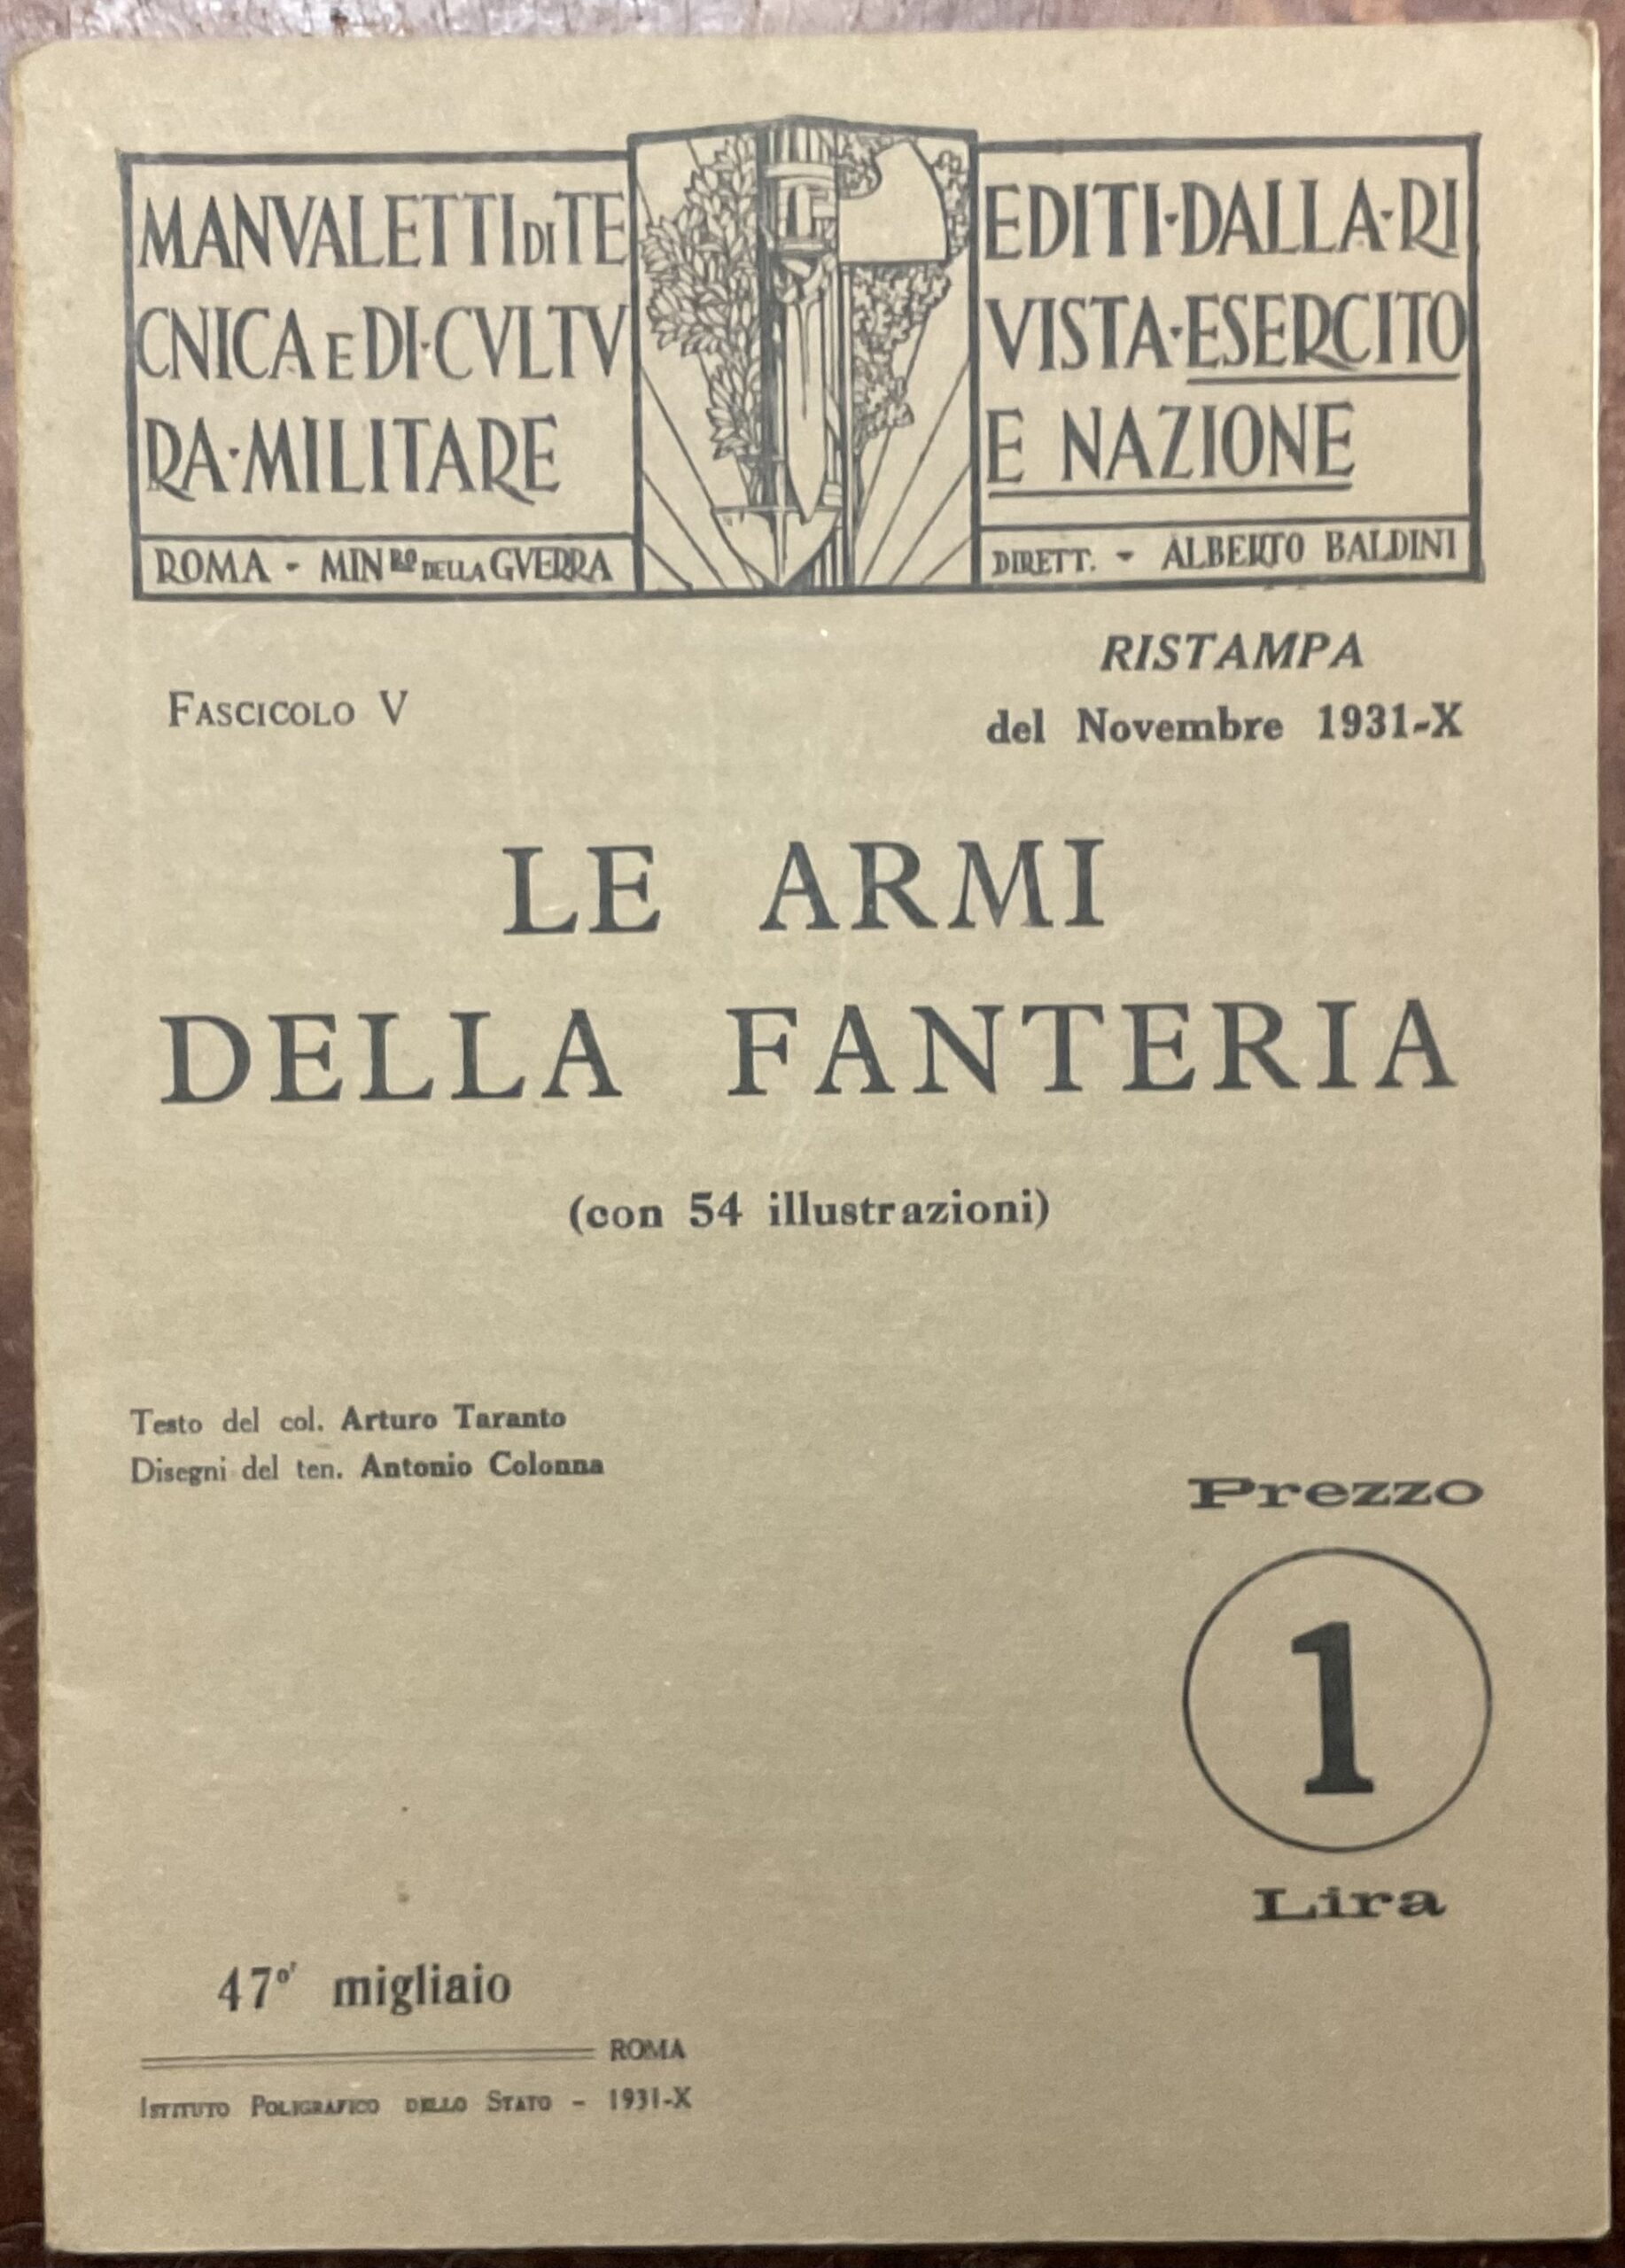 MANVALETTI DI TE
CNICA E DI·CVLTV
RA·MILITARE
ROMA - MINRO DELLA GVERRA
EDITI·DALLA·RI
VISTA·ESERCITO
E NAZIONE
DIRETT. - ALBERTO BALDINI
FASCICOLO V
RISTAMPA
del Novembre 1931-X
LE ARMI
DELLA FANTERIA
(con 54 illustrazioni)
Testo del col. Arturo Taranto
Disegni del ten. Antonio Colonna
Prezzo
1
Lira
47° migliaio
ROMA
ISTITUTO POLIGRAFICO DELLO STATO - 1931-X